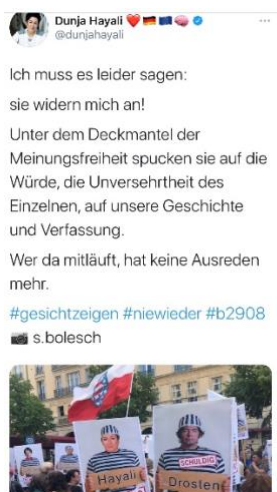 Dunja Hayali
@dunjahayali
Ich muss es leider sagen:
sie widern mich an!
Unter dem Deckmantel der
Meinungsfreiheit spucken sie auf die
Würde, die Unversehrtheit des
Einzelnen, auf unsere Geschichte
und Verfassung.
Wer da mitläuft, hat keine Ausreden
mehr.
#gesichtzeigen #niewieder #b2908
s.bolesch
SCHULDIG
Hayali
Drosten